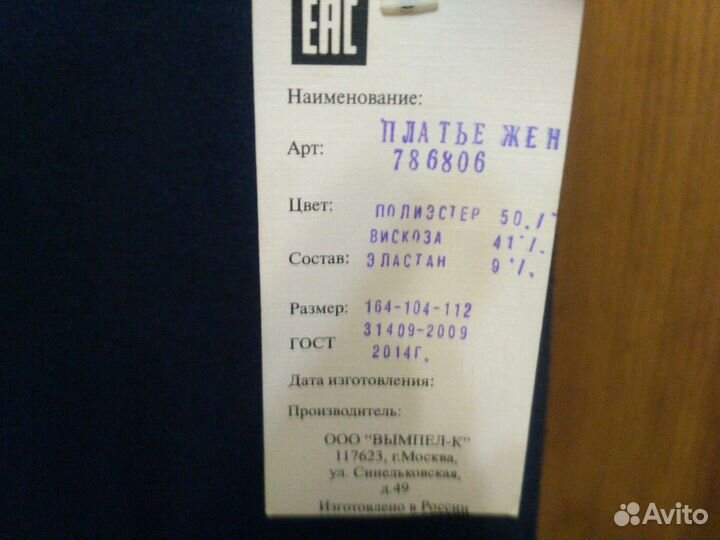 ЕАС
Наименование:
ПЛАТЬЕ ЖЕН
Арт: 786806
Цвет:
ПОЛИЭСТЕР 50./
ВИСКОЗА 41'/.
Состав: ЭЛАСТАН 9'/.
Размер: 164-104-112
31409-2009
ГОСТ
2014г.
Дата изготовления:
Производитель:
ООО "ВЫМПЕЛ-К"
117623, г.Москва,
ул. Синельковская,
д.49
Изготовлено в России
Avito